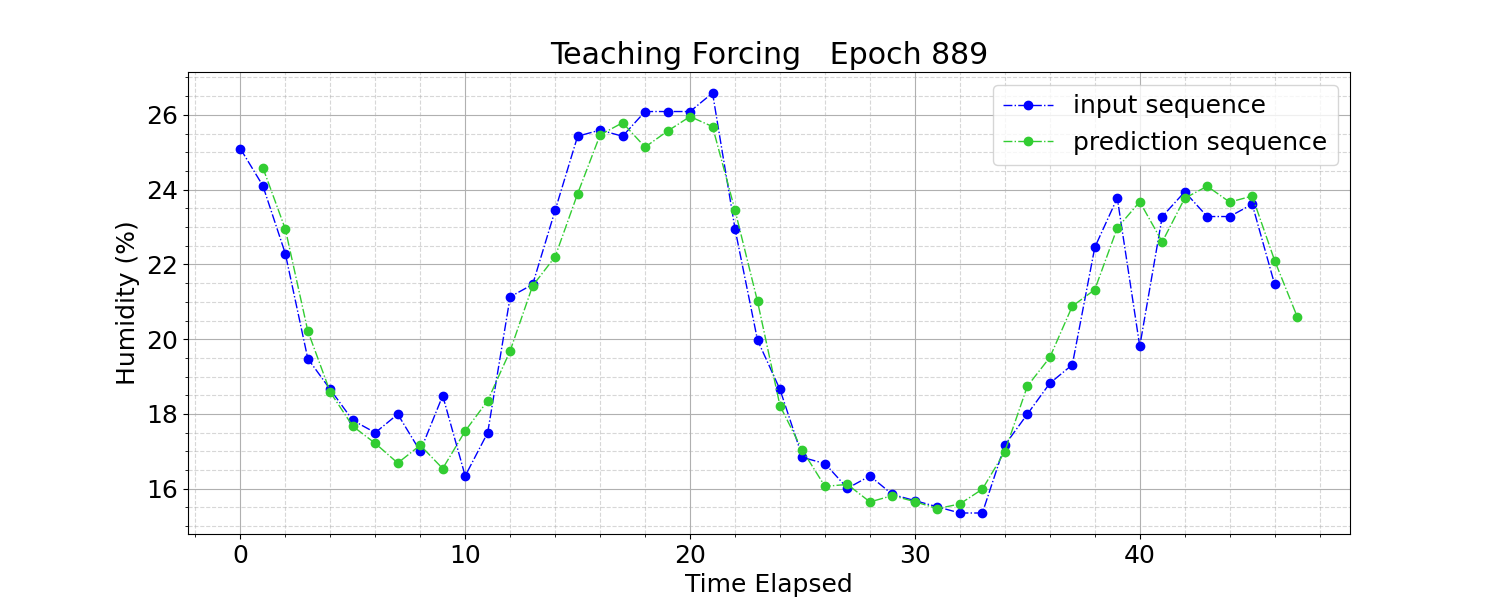 Teaching Forcing   Epoch 889
input sequence
prediction sequence
Humidity (%)
26
24
22
20
18
16
0 10 20 30 40
Time Elapsed